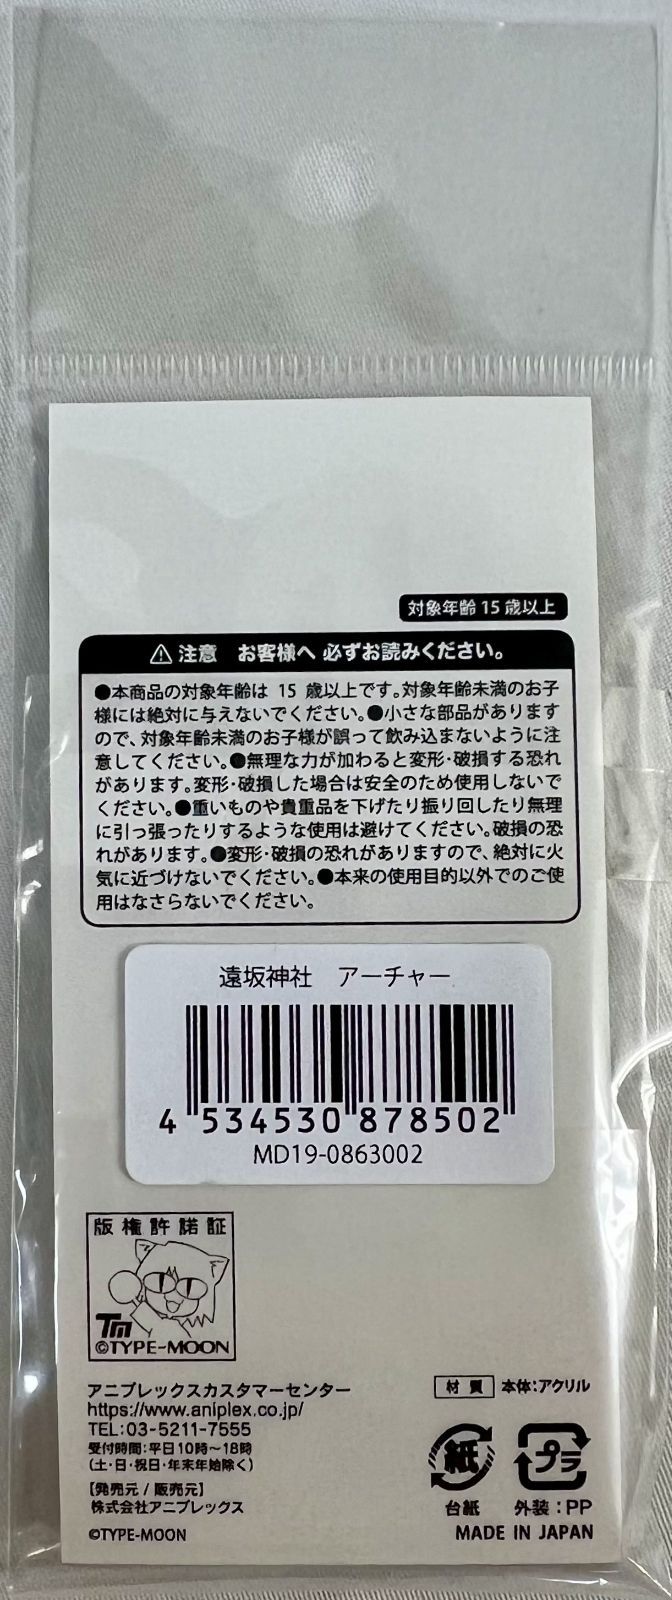 対象年齢 15 歳以上
注意　お客様へ 必ずお読みください。
●本商品の対象年齢は 15 歳以上です。対象年齢未満のお子
様には絶対に与えないでください。●小さな部品があります
ので、対象年齢未満のお子様が誤って飲み込まないように注
意してください。●無理な力が加わると変形・破損する恐れ
があります。変形・破損した場合は安全のため使用しないで
ください。●重いものや貴重品を下げたり振り回したり無理
に引っ張ったりするような使用は避けてください。破損の恐
れがあります。●変形・破損の恐れがありますので、絶対に火
気に近づけないでください。●本来の使用目的以外でのご使
用はなさらないでください。
遠坂神社　アーチャー
4 534530 878502
MD19-0863002
版権許諾証
TM
©TYPE-MOON
アニプレックスカスタマーセンター
https://www.aniplex.co.jp/
TEL:03-5211-7555
受付時間:平日10時～18時
(土・日・祝日・年末年始除く)
【発売元 / 販売元】
株式会社アニプレックス
©TYPE-MOON
材質 本体:アクリル
紙 プラ
台紙 外装:PP
MADE IN JAPAN